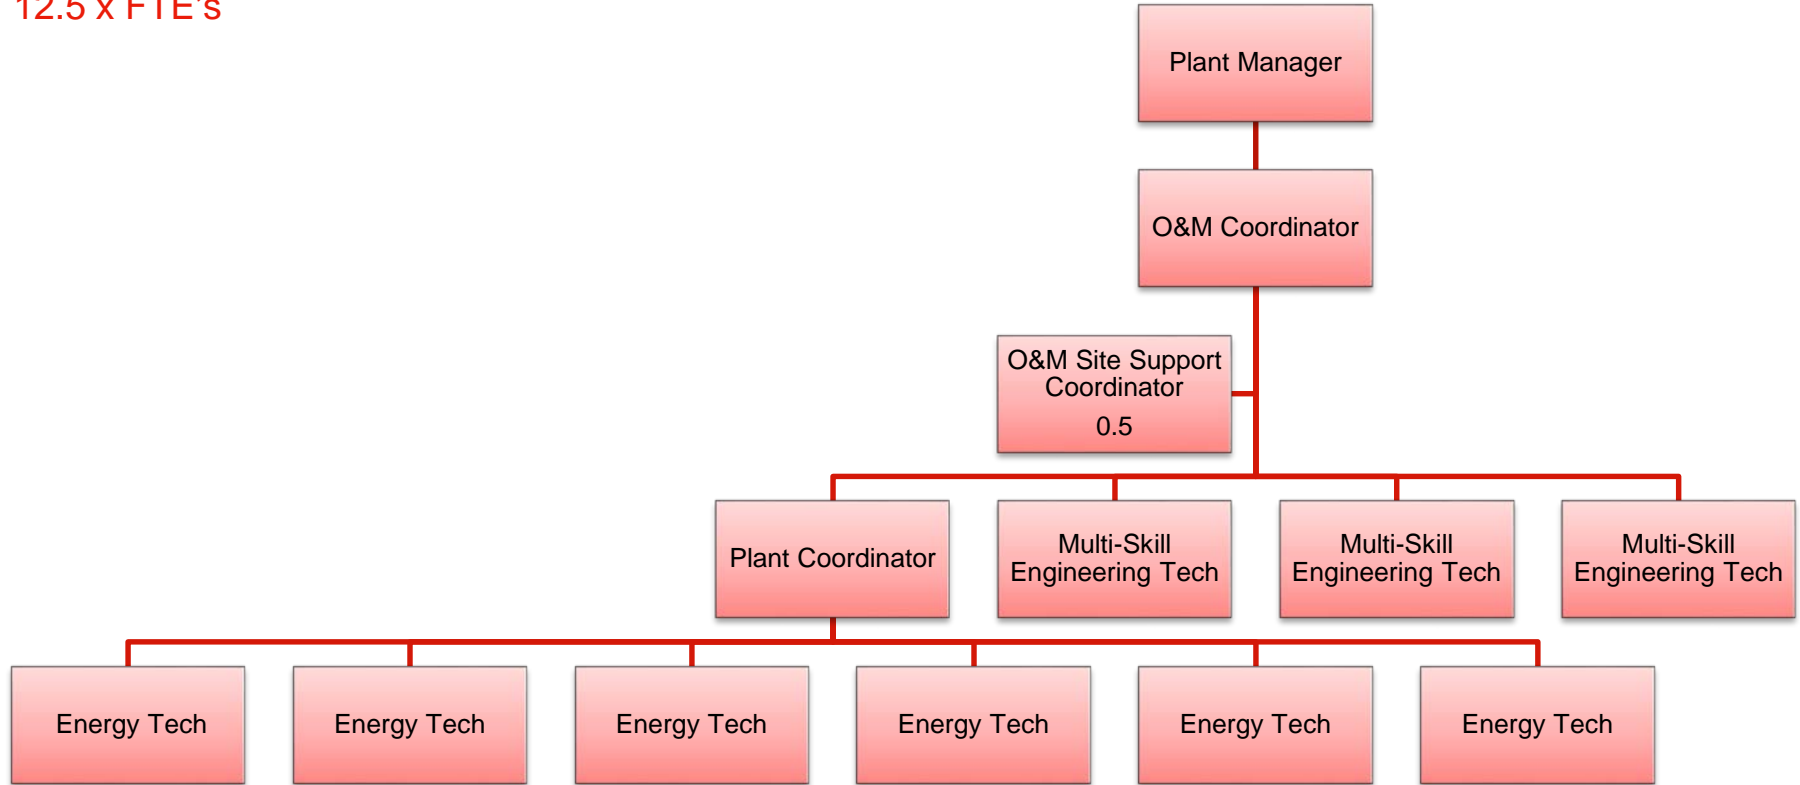 12.5 x FTE's
Plant Manager
O&M Coordinator
O&M Site Support
Coordinator
0.5
Plant Coordinator
Multi-Skill
Engineering Tech
Multi-Skill
Engineering Tech
Multi-Skill
Engineering Tech
Energy Tech
Energy Tech
Energy Tech
Energy Tech
Energy Tech
Energy Tech